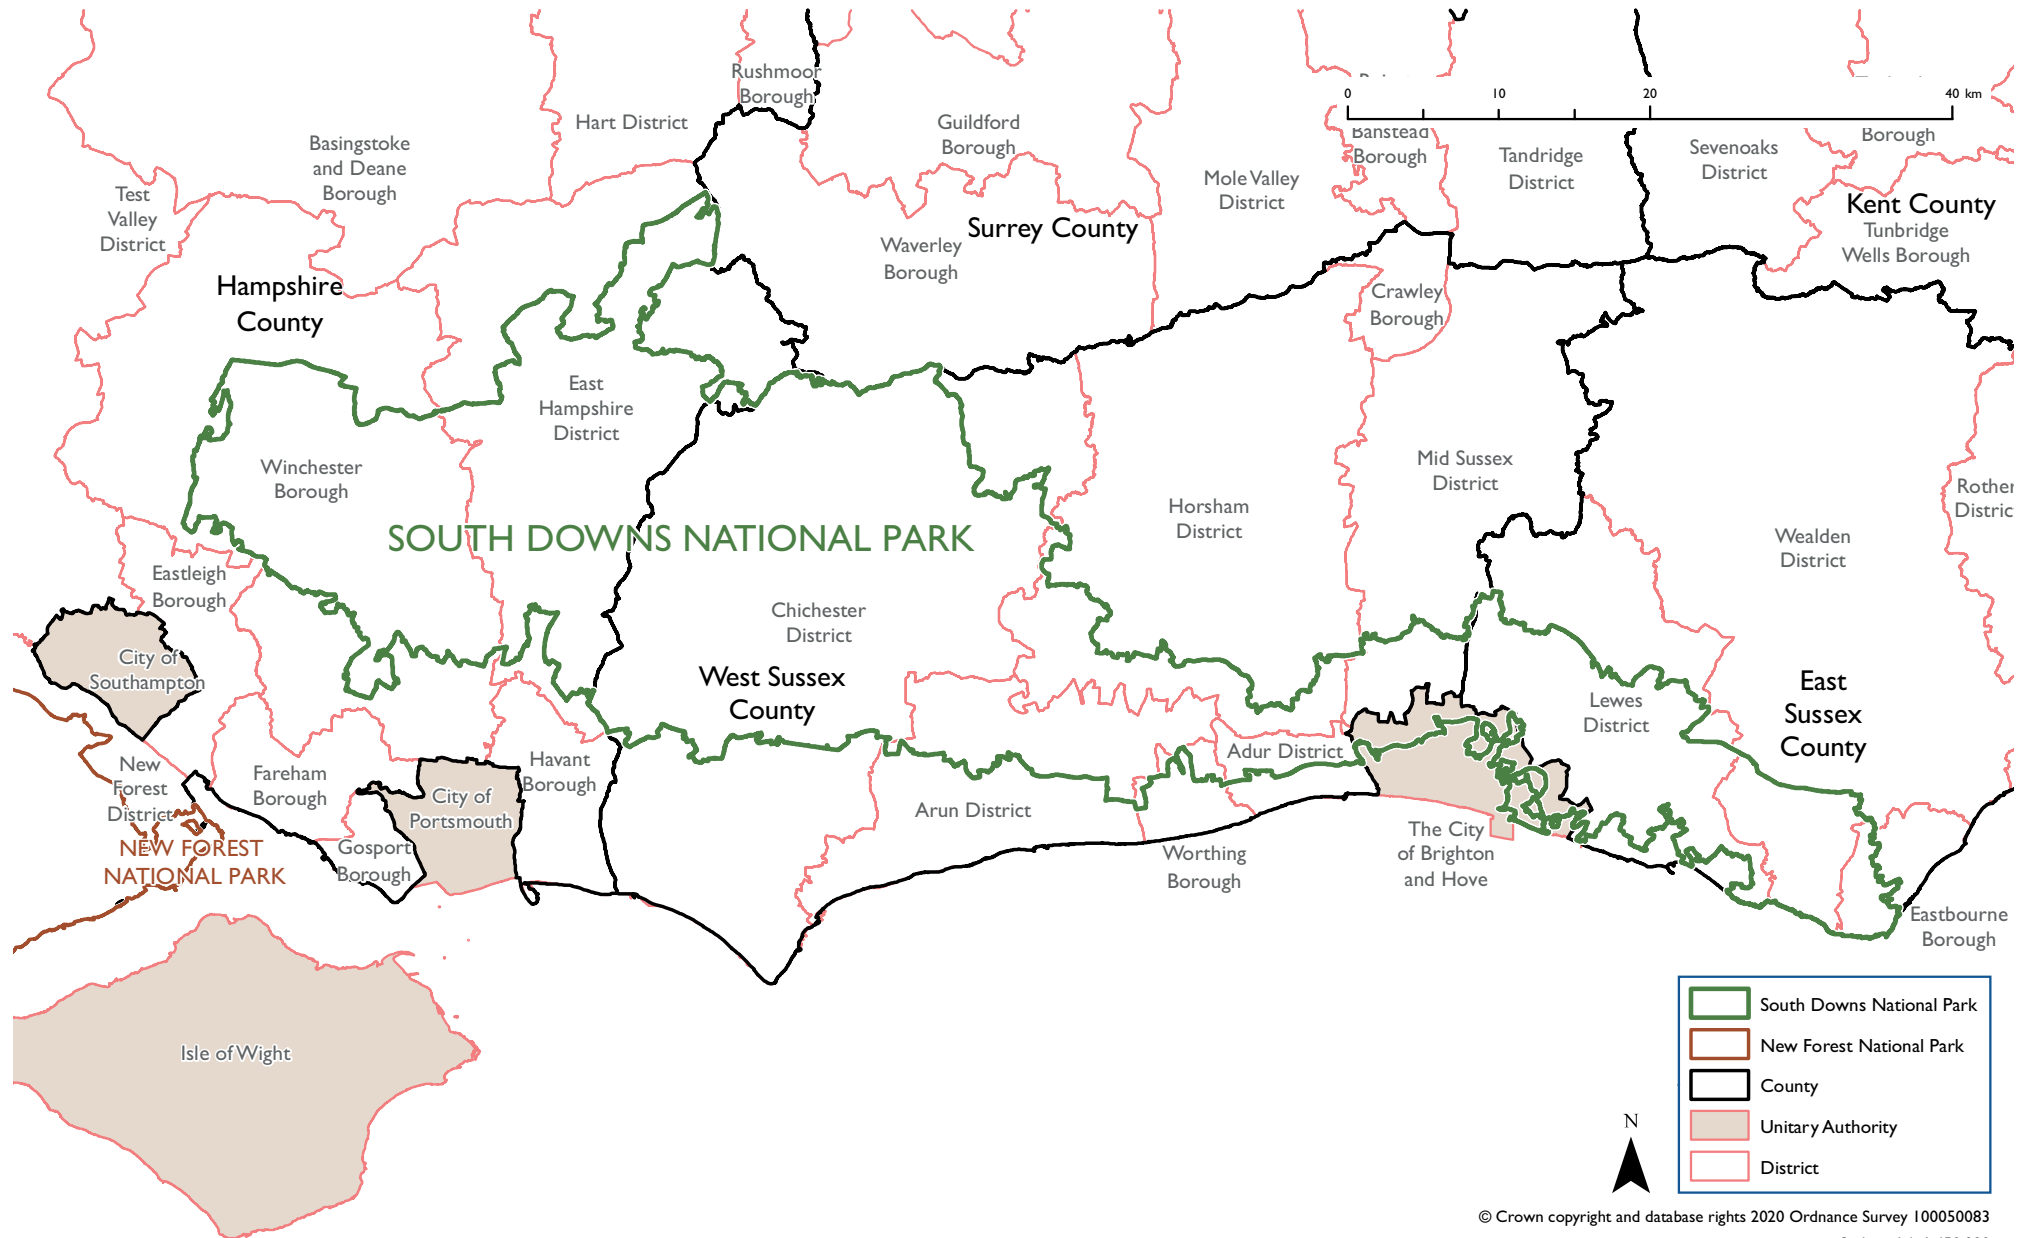 Rushmoor
Borough
Hart District
Basingstoke
and Deane
Borough
Guildford
Borough
0
10
20
40 km
Banstead
Borough
Tandridge
District
Sevenoaks
District
Borough
Test
Valley
District
Mole Valley
District
Kent County
Tunbridge
Wells Borough
Surrey County
Waverley
Borough
Hampshire
County
Crawley
Borough
East
Hampshire
District
Winchester
Borough
Mid Sussex
District
Horsham
District
Rother
Distric
Wealden
District
SOUTH DOWNS NATIONAL PARK
Eastleigh
Borough
Chichester
District
City of
Southampton
West Sussex
County
East
Sussex
County
Lewes
District
Adur District
Havant
Borough
New
Forest
District
Fareham
Borough
City of
Portsmouth
Arun District
The City
of Brighton
and Hove
Worthing
Borough
Gosport
Borough
NEW FOREST
NATIONAL PARK
Eastbourne
Borough
Isle of Wight
South Downs National Park
New Forest National Park
County
Unitary Authority
District
N
© Crown copyright and database rights 2020 Ordnance Survey 100050083